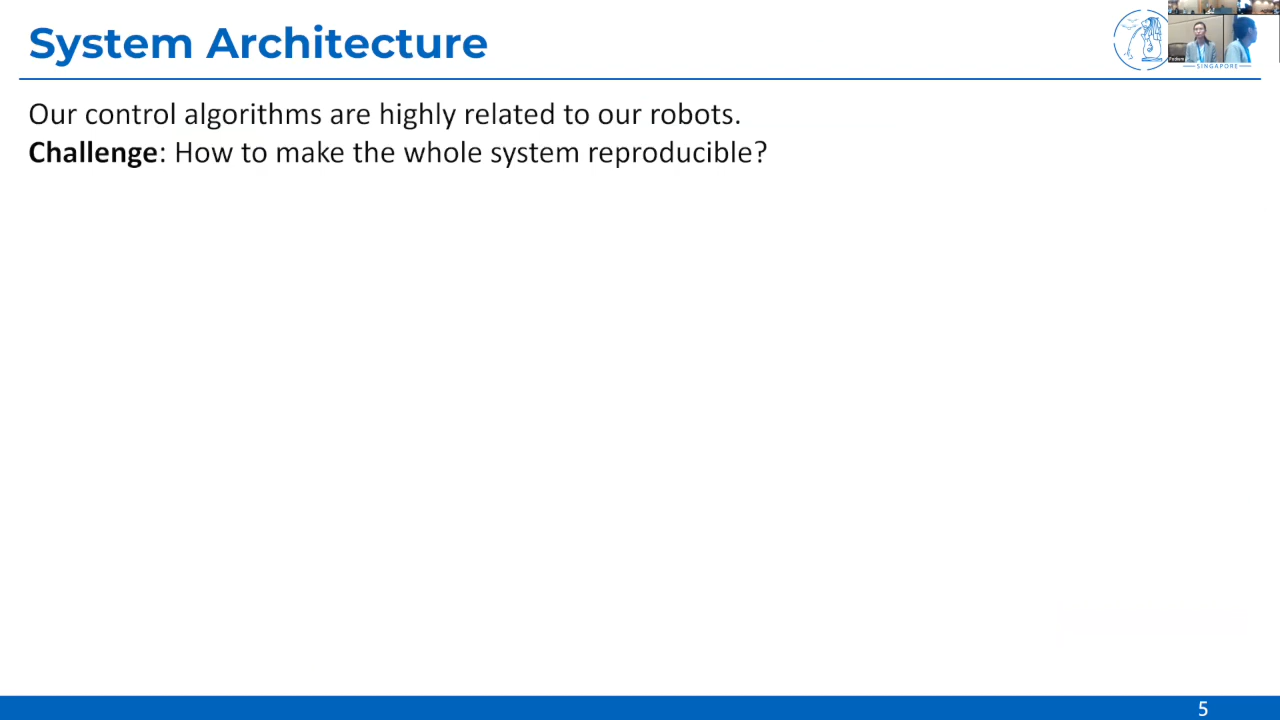 System Architecture
SINGAPORE
Our control algorithms are highly related to our robots.
Challenge: How to make the whole system reproducible?
5